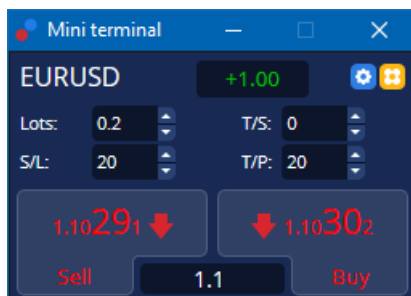 Mini terminal
EURUSD +1.00
Lots: 0.2 T/S: 0
S/L: 20 T/P: 20
1.10291 1.10302
Sell 1.1 Buy